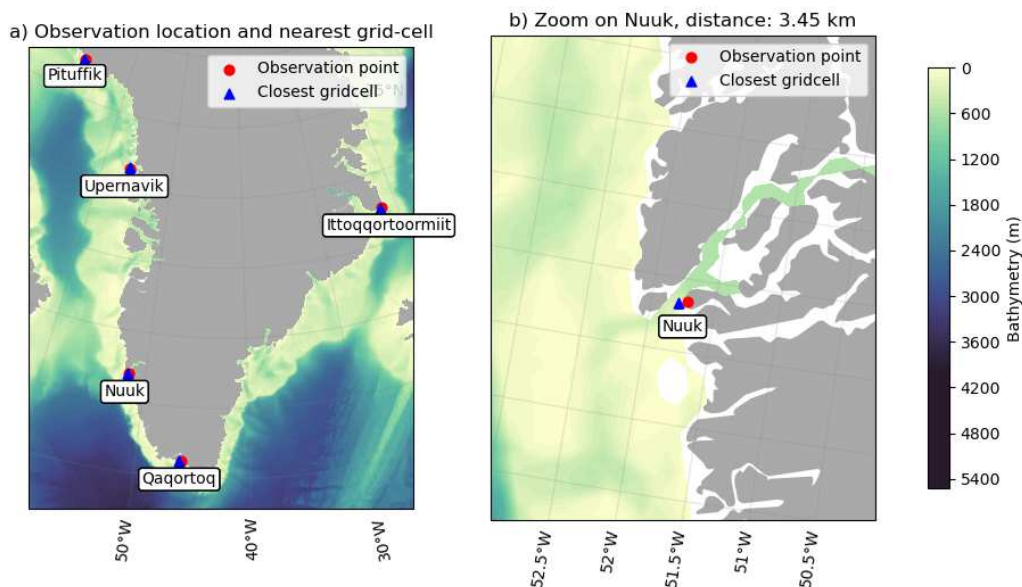 a) Observation location and nearest grid-cell
Observation point
Closest gridcell
Pituffik
Upernavik
Ittoqqortoormiit
Nuuk
Qaqortoq
50°W
40°W
30°W
b) Zoom on Nuuk, distance: 3.45 km
Observation point
Closest gridcell
Nuuk
52.5°W
52°W
51.5°W
51°W
50.5°W
0
600
1200
1800
2400
3000
3600
4200
4800
5400
Bathymetry (m)